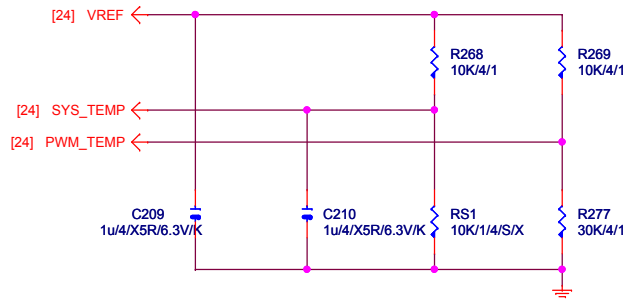 [24] VREF
R268
10K/4/1
R269
10K/4/1
[24] SYS_TEMP
[24] PWM_TEMP
C209
1u/4/X5R/6.3V/K
C210
1u/4/X5R/6.3V/K
RS1
10K/1/4/S/X
R277
30K/4/1